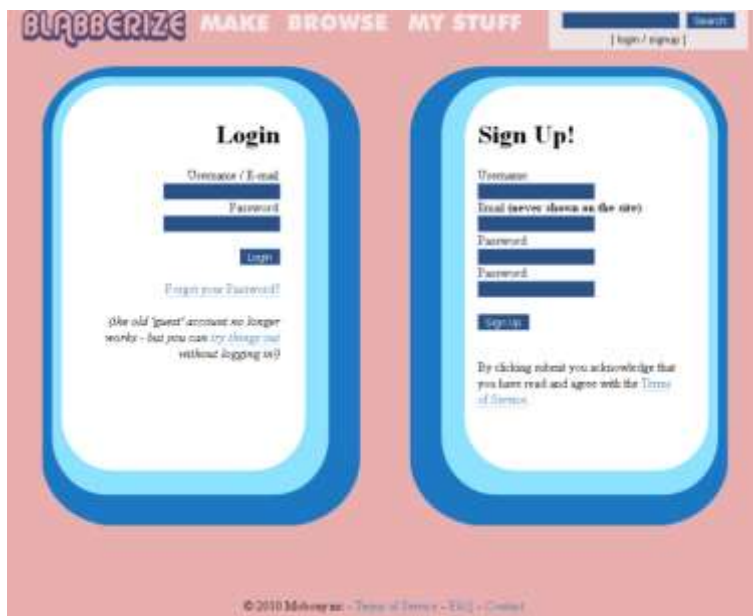 BLABBERIZE MAKE BROWSE MY STUFF
Search
[ login / signup ]
Login
Username / E-mail
Password
Login
Forgot your Password?
(the old "guest" account no longer
works - but you can try things out
without logging in!)
Sign Up!
Username
Email (never shown on the site)
Password
Password
Sign Up
By clicking submit you acknowledge that
you have read and agree with the Terms
of Service.
© 2010 - Terms of Service - FAQ - Contact